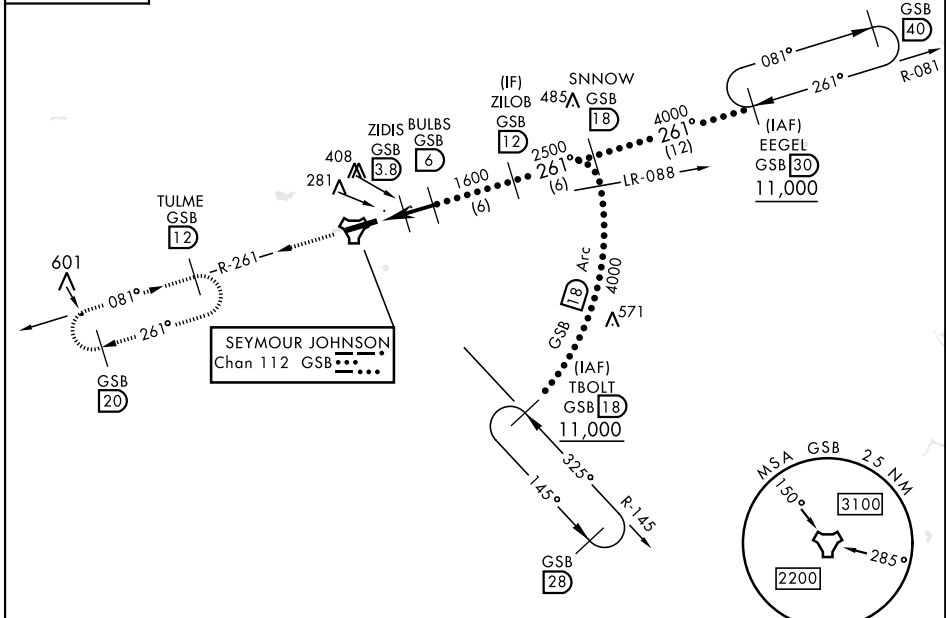 GSB
40
081°
261°
R-081
(IAF)
EEGEL
GSB 30
11,000
4000
261°
(12)
SNNOW
GSB
18
485
(IF)
ZILOB
GSB
12
2500
261°
(6)
LR-088
BULBS
GSB
6
1600
(6)
ZIDIS
GSB
3.8
408
281
TULME
GSB
12
R-261
601
081°
261°
GSB
20
SEYMOUR JOHNSON
Chan 112 GSB
GSB 18 Arc
4000
571
(IAF)
TBOLT
GSB 18
11,000
325°
145°
R-145
GSB
28
MSA GSB 25 NM
150°
3100
285°
2200